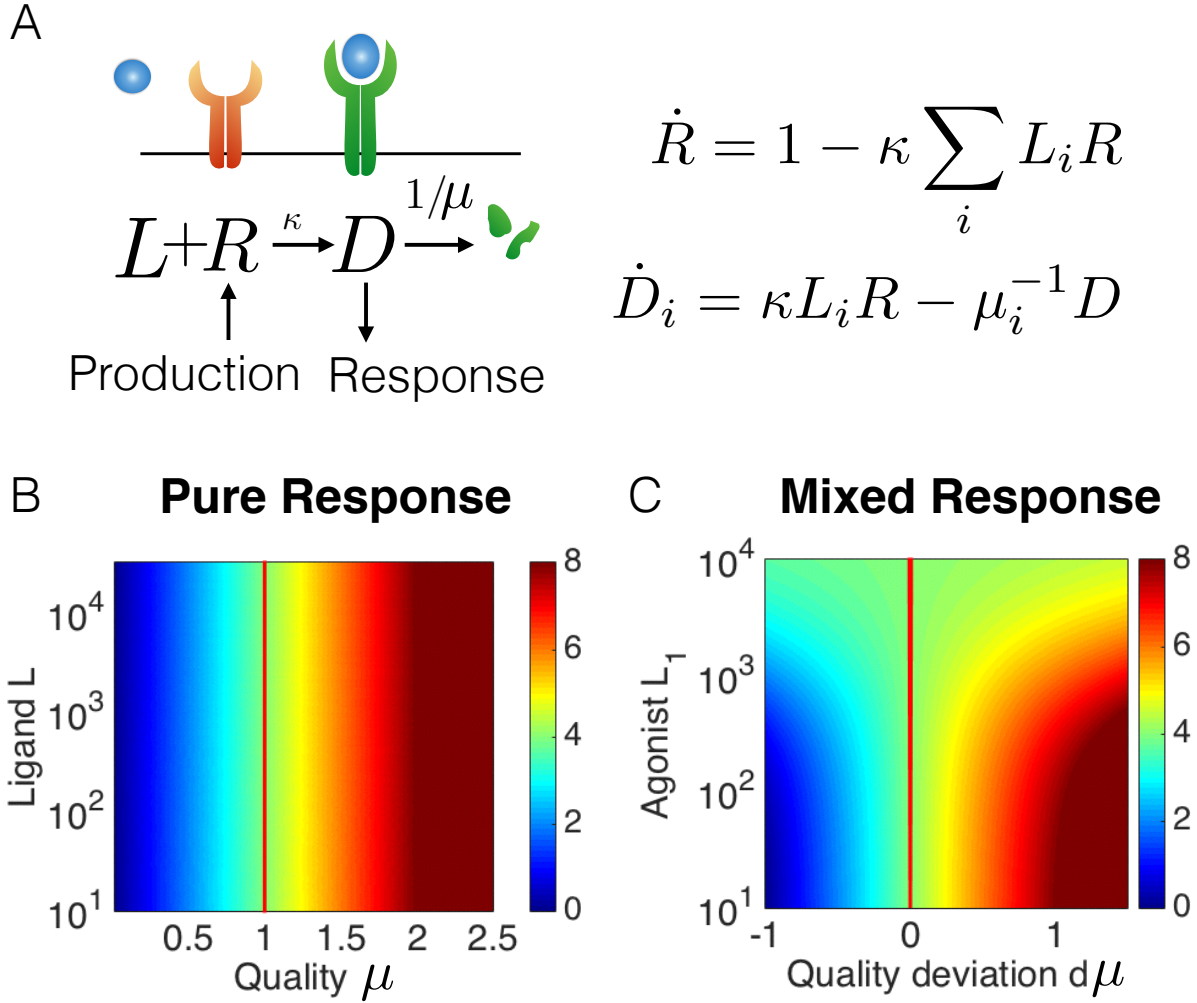 A
L+R κ D 1/μ
Production Response
Ṙ = 1 − κ ∑ᵢ LᵢR
Ḋᵢ = κLᵢR − μᵢ⁻¹D
B Pure Response
Ligand L
10⁴
10³
10²
10¹
0.5 1 1.5 2 2.5
Quality μ
8
6
4
2
0
C Mixed Response
Agonist L₁
10⁴
10³
10²
10¹
-1 0 1
Quality deviation dμ
8
6
4
2
0